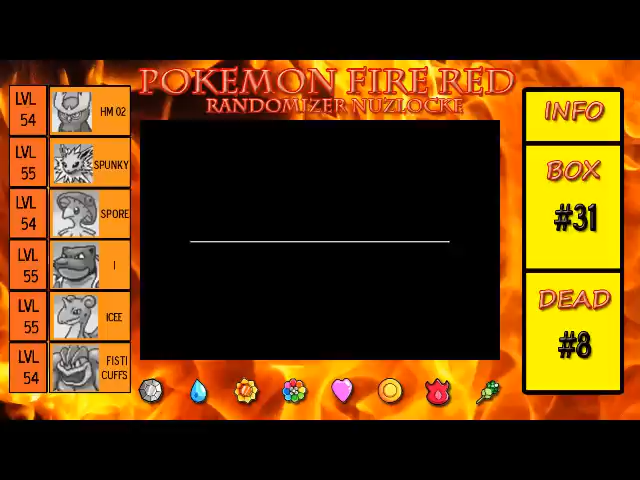 POKEMON FIRE RED
RANDOMIZER NUZLOCKE
LVL
54
HM 02
LVL
55
SPUNKY
LVL
54
SPORE
LVL
55
I
LVL
55
ICEE
LVL
54
FISTI
CUFFS
INFO
BOX
#31
DEAD
#8